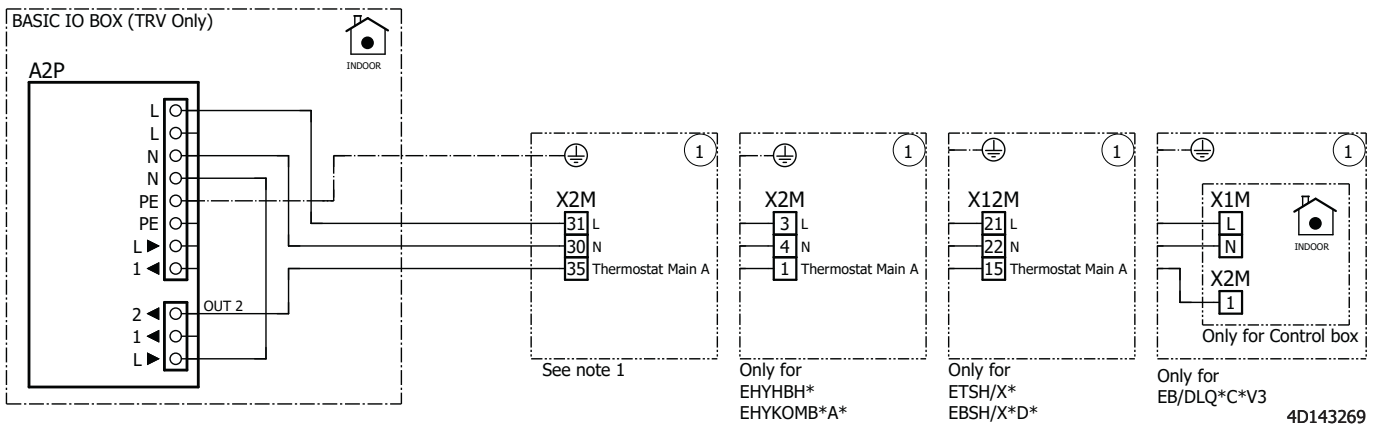 BASIC IO BOX (TRV Only)
INDOOR
A2P
L
L
N
N
PE
PE
L ▶
1 ◀
2 ◀ OUT 2
1 ◀
L ▶
1
X2M
31 L
30 N
35 Thermostat Main A
See note 1
1
X2M
3 L
4 N
1 Thermostat Main A
Only for
EHYHBH*
EHYKOMB*A*
1
X12M
21 L
22 N
15 Thermostat Main A
Only for
ETSH/X*
EBSH/X*D*
1
X1M
L
N
INDOOR
X2M
1
Only for Control box
Only for
EB/DLQ*C*V3
4D143269